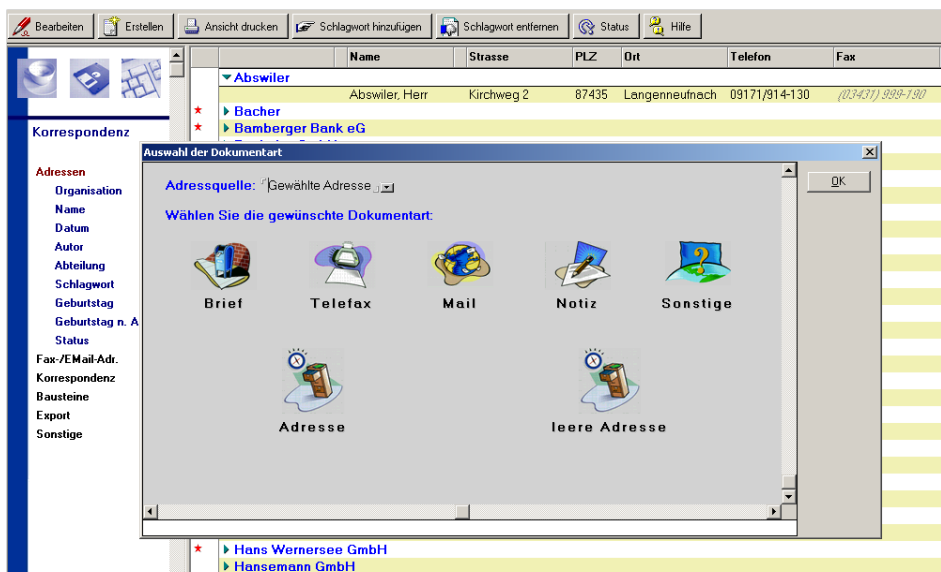 Bearbeiten Erstellen Ansicht drucken Schlagwort hinzufügen Schlagwort entfernen Status Hilfe
Name Strasse PLZ Ort Telefon Fax
Abswiler
Abswiler, Herr Kirchweg 2 87435 Langenneufnach 09171/914-130 (03431) 999-190
Bacher
Bamberger Bank eG
Korrespondenz
Adressen
Organisation
Name
Datum
Autor
Abteilung
Schlagwort
Geburtstag
Geburtstag n. A
Status
Fax-/EMail-Adr.
Korrespondenz
Bausteine
Export
Sonstige
Auswahl der Dokumentart
Adressquelle: Gewählte Adresse
OK
Wählen Sie die gewünschte Dokumentart:
Brief Telefax Mail Notiz Sonstige
Adresse leere Adresse
Hans Wernersee GmbH
Hansemann GmbH